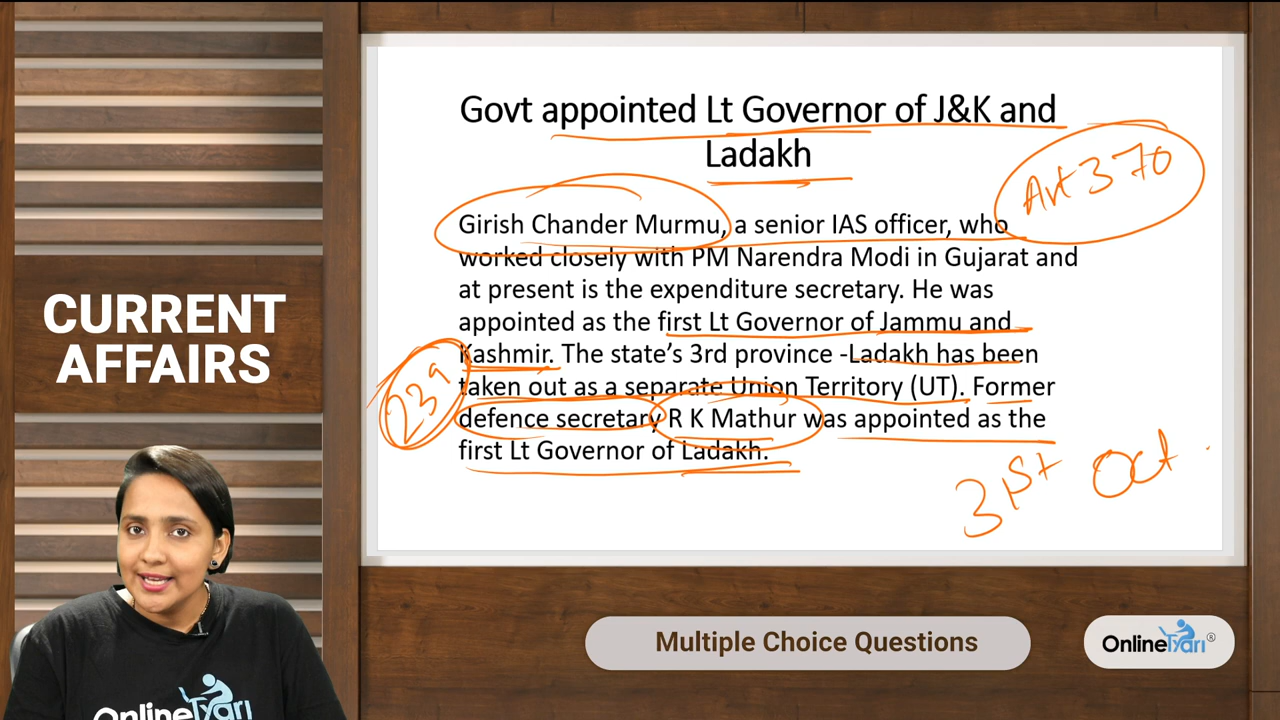 CURRENT
AFFAIRS
Govt appointed Lt Governor of J&K and
Ladakh
Art 370
Girish Chander Murmu, a senior IAS officer, who
worked closely with PM Narendra Modi in Gujarat and
at present is the expenditure secretary. He was
appointed as the first Lt Governor of Jammu and
Kashmir. The state's 3rd province -Ladakh has been
taken out as a separate Union Territory (UT). Former
239
defence secretary R K Mathur was appointed as the
first Lt Governor of Ladakh.
31st Oct.
Multiple Choice Questions
OnlineTyari®
OnlineTyari